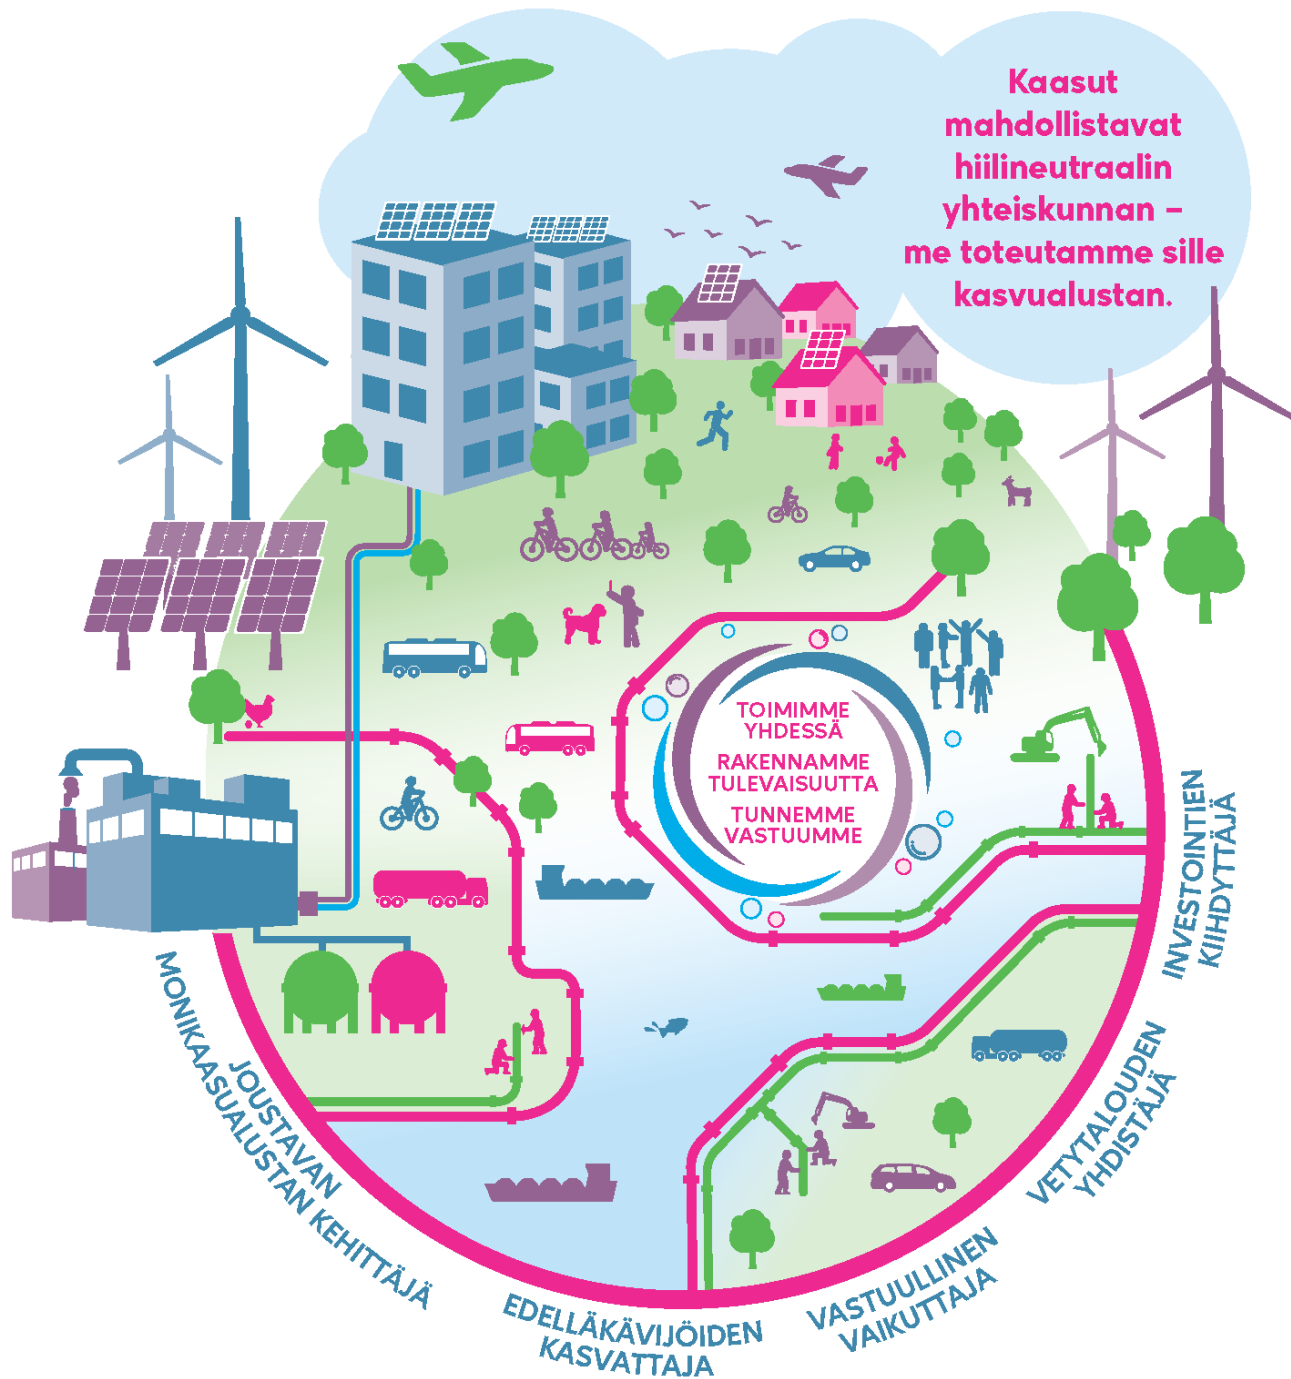 Kaasut
mahdollistavat
hiilineutraalin
yhteiskunnan –
me toteutamme sille
kasvualustan.
TOIMIMME
YHDESSÄ
RAKENNAMME
TULEVAISUUTTA
TUNNEMME
VASTUUMME
JOUSTAVAN
MONIKAASUALUSTAN KEHITTÄJÄ
EDELLÄKÄVIJÖIDEN
KASVATTAJA
VASTUULLINEN
VAIKUTTAJA
VETYTALOUDEN
YHDISTÄJÄ
INVESTOINTIEN
KIIHDYTTÄJÄ